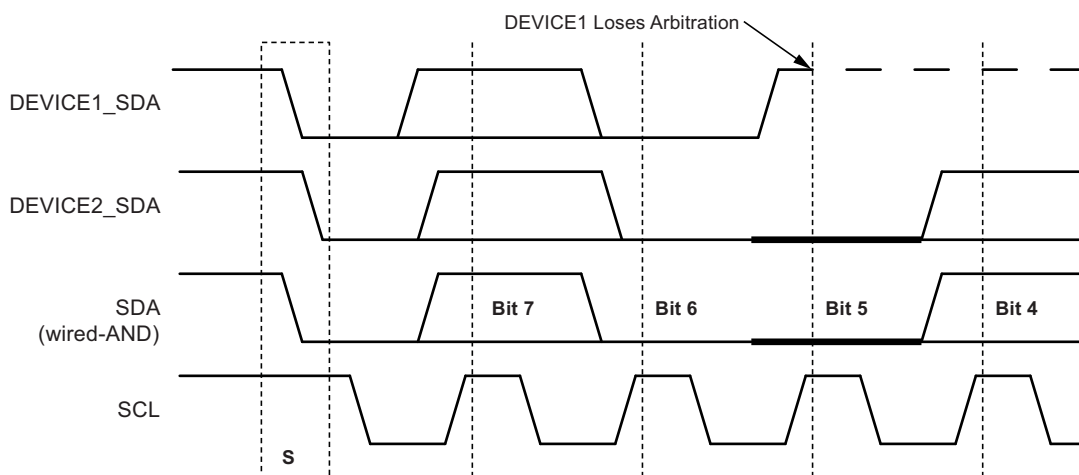 DEVICE1 Loses Arbitration
DEVICE1_SDA
DEVICE2_SDA
SDA
(wired-AND)
Bit 7
Bit 6
Bit 5
Bit 4
SCL
S